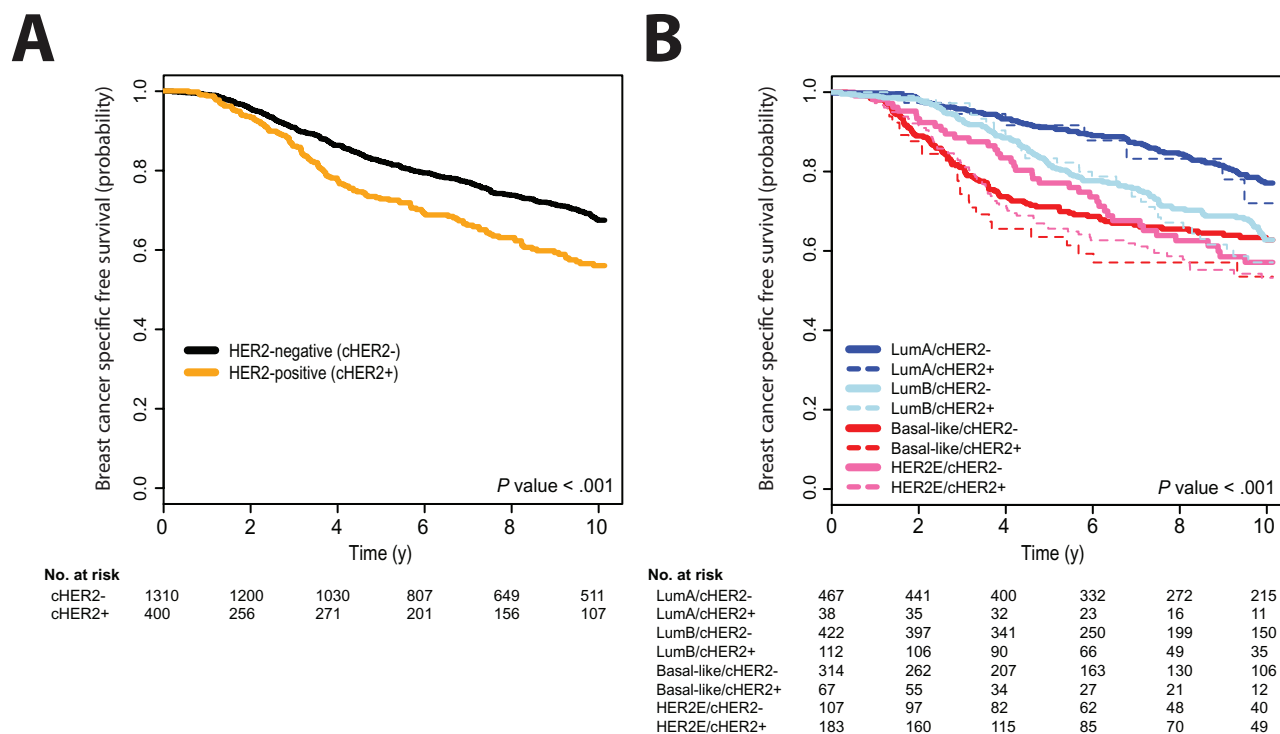 A
Breast cancer specific free survival (probability)
1.0
0.8
0.6
0.4
0.2
0.0
HER2-negative (cHER2-)
HER2-positive (cHER2+)
P value < .001
0 2 4 6 8 10
Time (y)
No. at risk
cHER2- 1310 1200 1030 807 649 511
cHER2+ 400 256 271 201 156 107
B
Breast cancer specific free survival (probability)
1.0
0.8
0.6
0.4
0.2
0.0
LumA/cHER2-
LumA/cHER2+
LumB/cHER2-
LumB/cHER2+
Basal-like/cHER2-
Basal-like/cHER2+
HER2E/cHER2-
HER2E/cHER2+
P value < .001
0 2 4 6 8 10
Time (y)
No. at risk
LumA/cHER2- 467 441 400 332 272 215
LumA/cHER2+ 38 35 32 23 16 11
LumB/cHER2- 422 397 341 250 199 150
LumB/cHER2+ 112 106 90 66 49 35
Basal-like/cHER2- 314 262 207 163 130 106
Basal-like/cHER2+ 67 55 34 27 21 12
HER2E/cHER2- 107 97 82 62 48 40
HER2E/cHER2+ 183 160 115 85 70 49